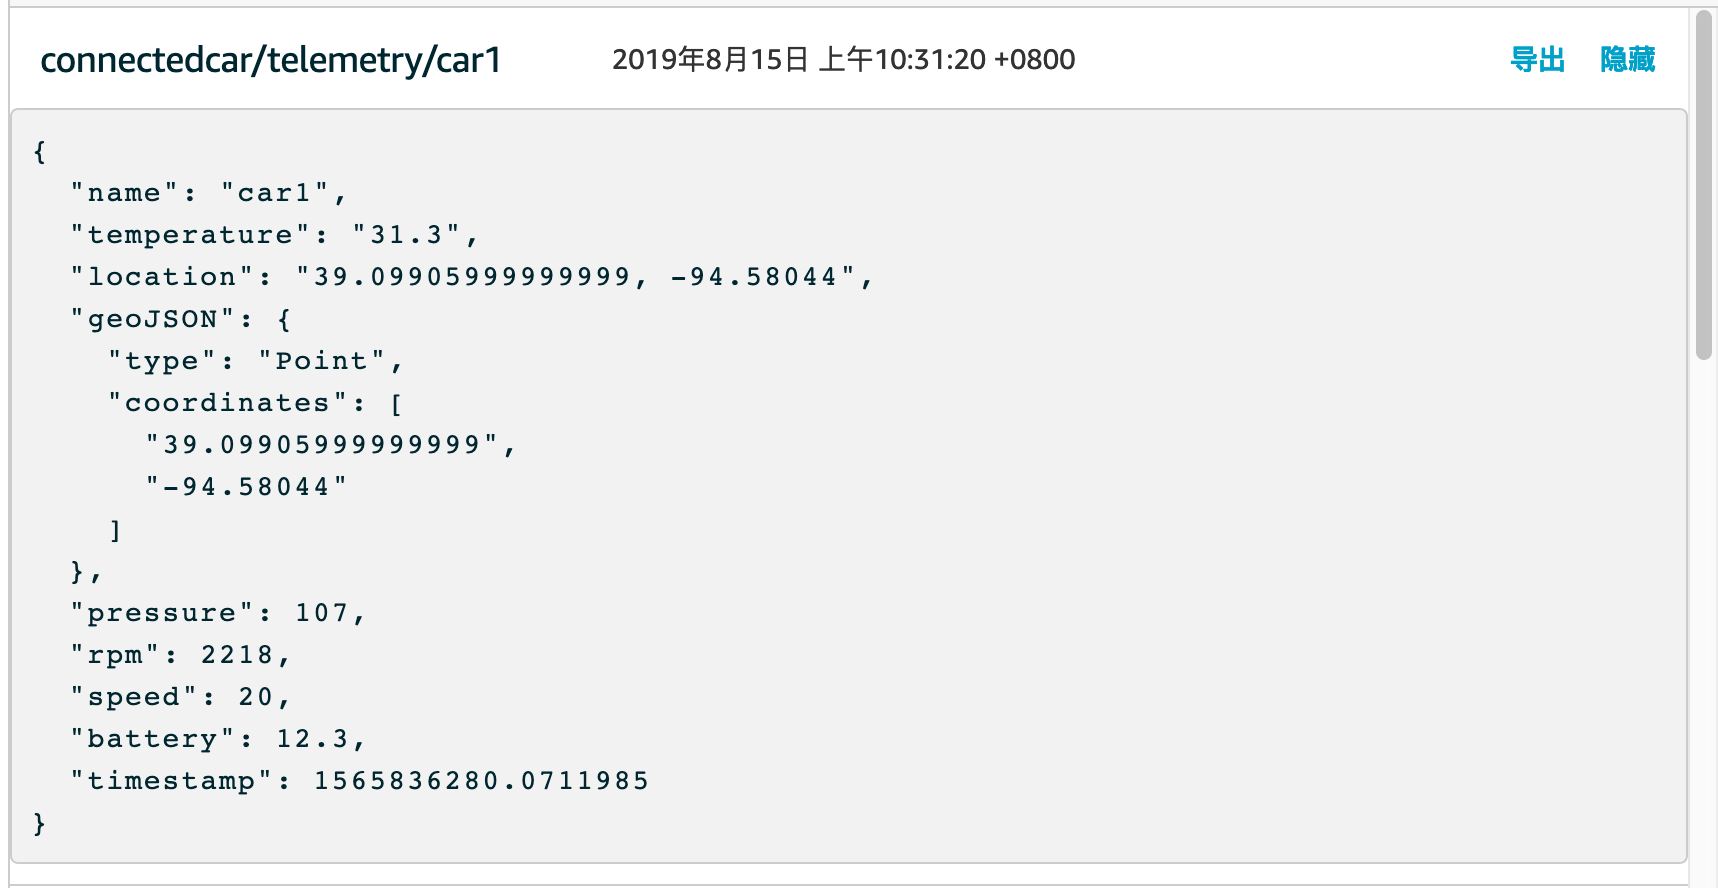 connectedcar/telemetry/car1 2019年8月15日 上午10:31:20 +0800 导出 隐藏
{
  "name": "car1",
  "temperature": "31.3",
  "location": "39.09905999999999, -94.58044",
  "geoJSON": {
    "type": "Point",
    "coordinates": [
      "39.09905999999999",
      "-94.58044"
    ]
  },
  "pressure": 107,
  "rpm": 2218,
  "speed": 20,
  "battery": 12.3,
  "timestamp": 1565836280.0711985
}